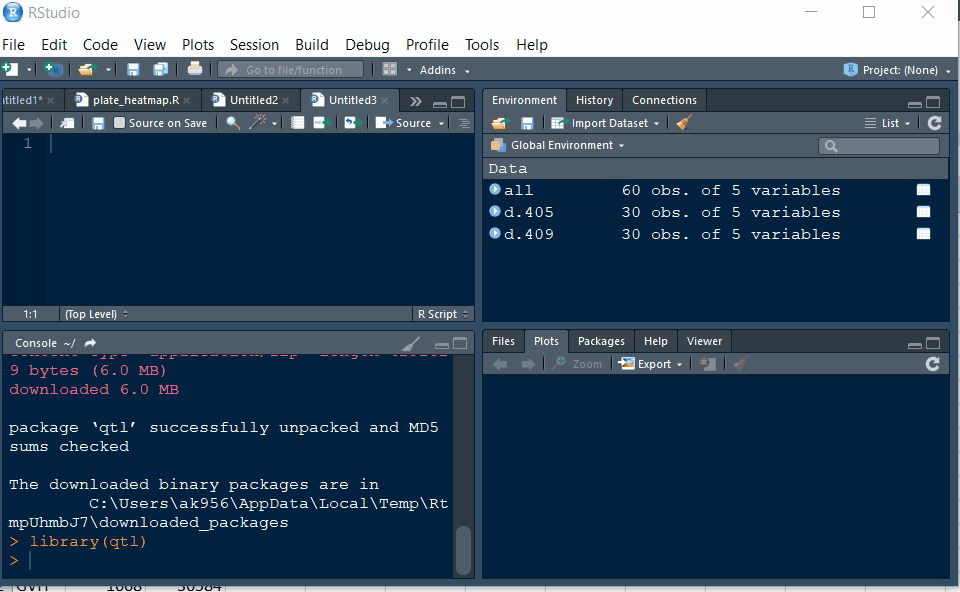 RStudio
File Edit Code View Plots Session Build Debug Profile Tools Help
Go to file/function Addins Project: (None)
ntitled1* plate_heatmap.R Untitled2 Untitled3
Source on Save Source
1
1:1 (Top Level) R Script
Console ~/
9 bytes (6.0 MB)
downloaded 6.0 MB
package ‘qtl’ successfully unpacked and MD5
sums checked
The downloaded binary packages are in
C:\Users\ak956\AppData\Local\Temp\Rt
mpUhmbJ7\downloaded_packages
> library(qtl)
>
Environment History Connections
Import Dataset List
Global Environment
Data
all 60 obs. of 5 variables
d.405 30 obs. of 5 variables
d.409 30 obs. of 5 variables
Files Plots Packages Help Viewer
Zoom Export